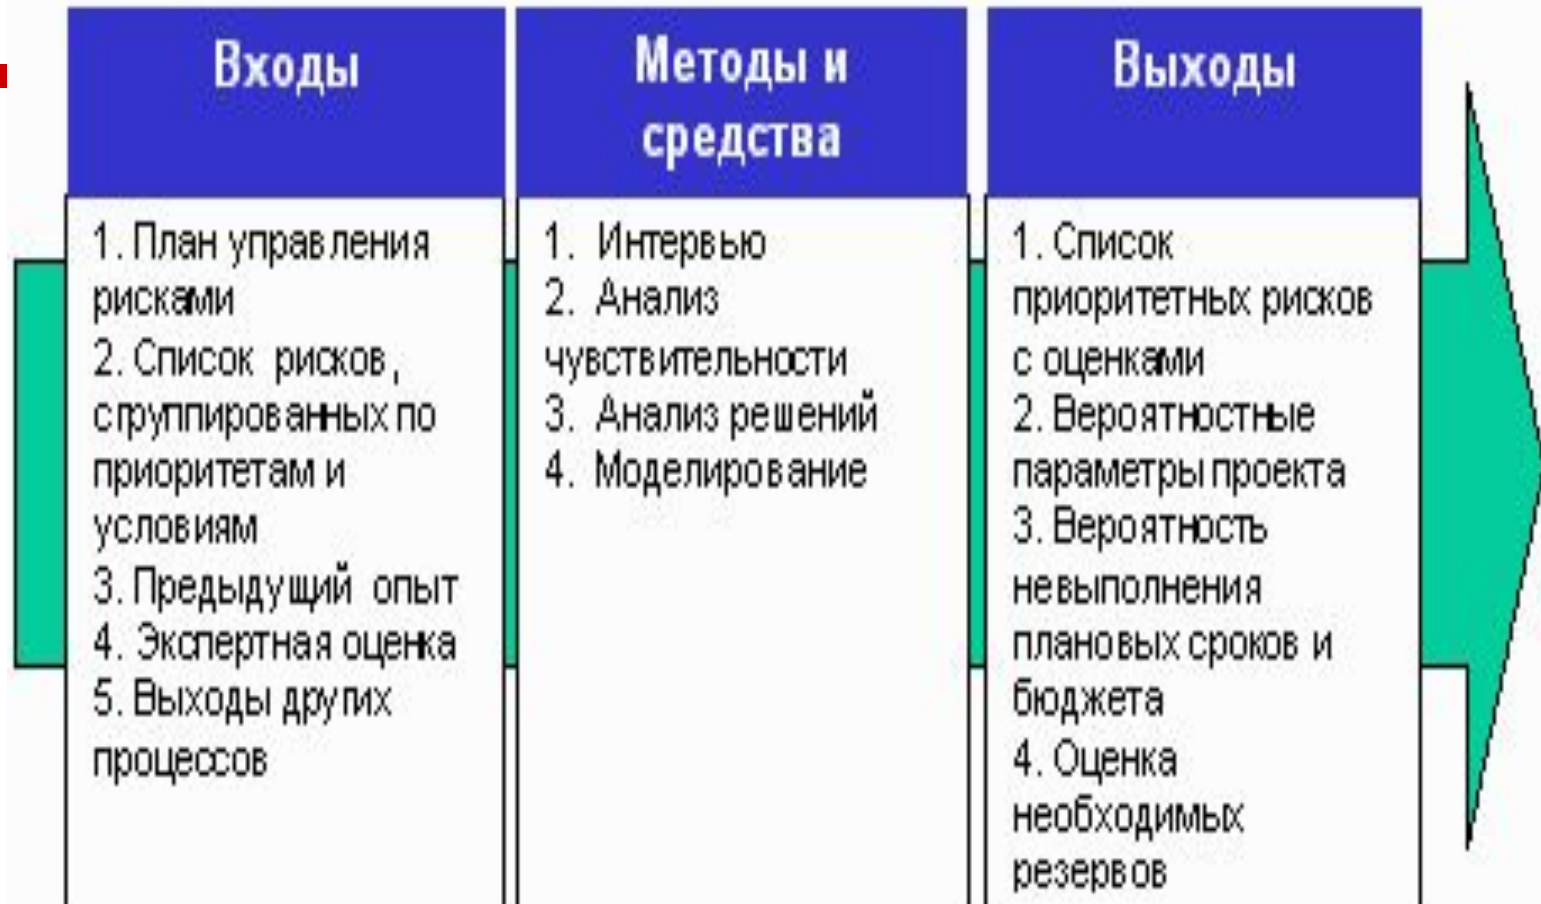 Входы
1. План управления
рисками
2. Список рисков,
сгруппированных по
приоритетам и
условиям
3. Предыдущий опыт
4. Экспертная оценка
5. Выходы других
процессов
Методы и
средства
1. Интервью
2. Анализ
чувствительности
3. Анализ решений
4. Моделирование
Выходы
1. Список
приоритетных рисков
с оценками
2. Вероятностные
параметры проекта
3. Вероятность
невыполнения
плановых сроков и
бюджета
4. Оценка
необходимых
резервов